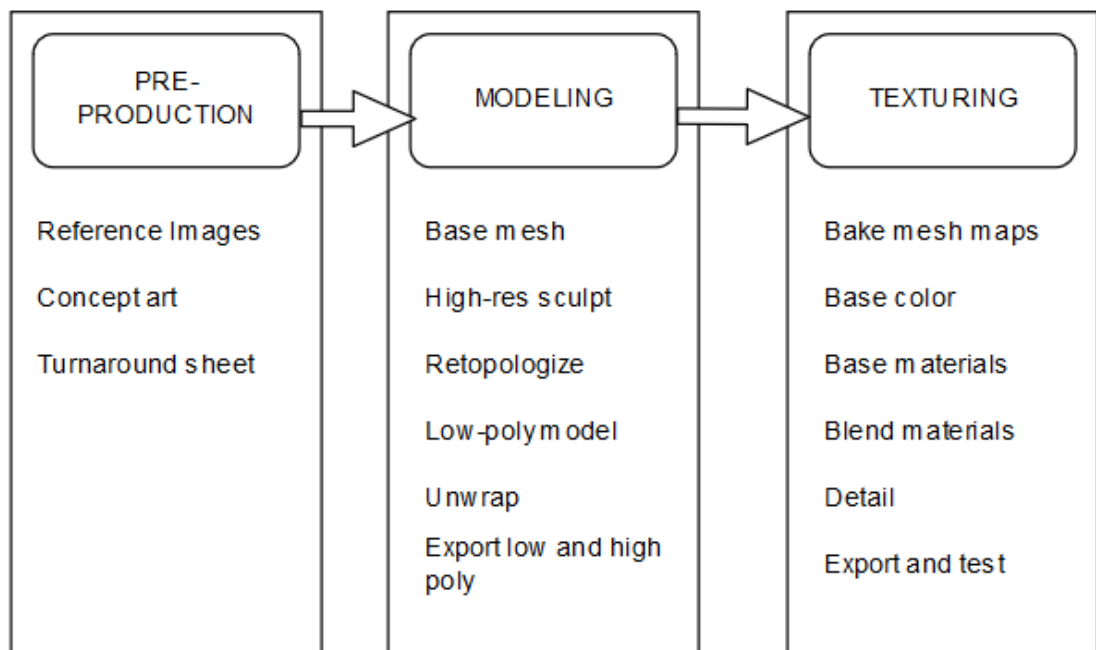 PRE-
PRODUCTION
MODELING
TEXTURING
Reference Images
Concept art
Turnaround sheet
Base mesh
High-res sculpt
Retopologize
Low-poly model
Unwrap
Export low and high
poly
Bake mesh maps
Base color
Base materials
Blend materials
Detail
Export and test